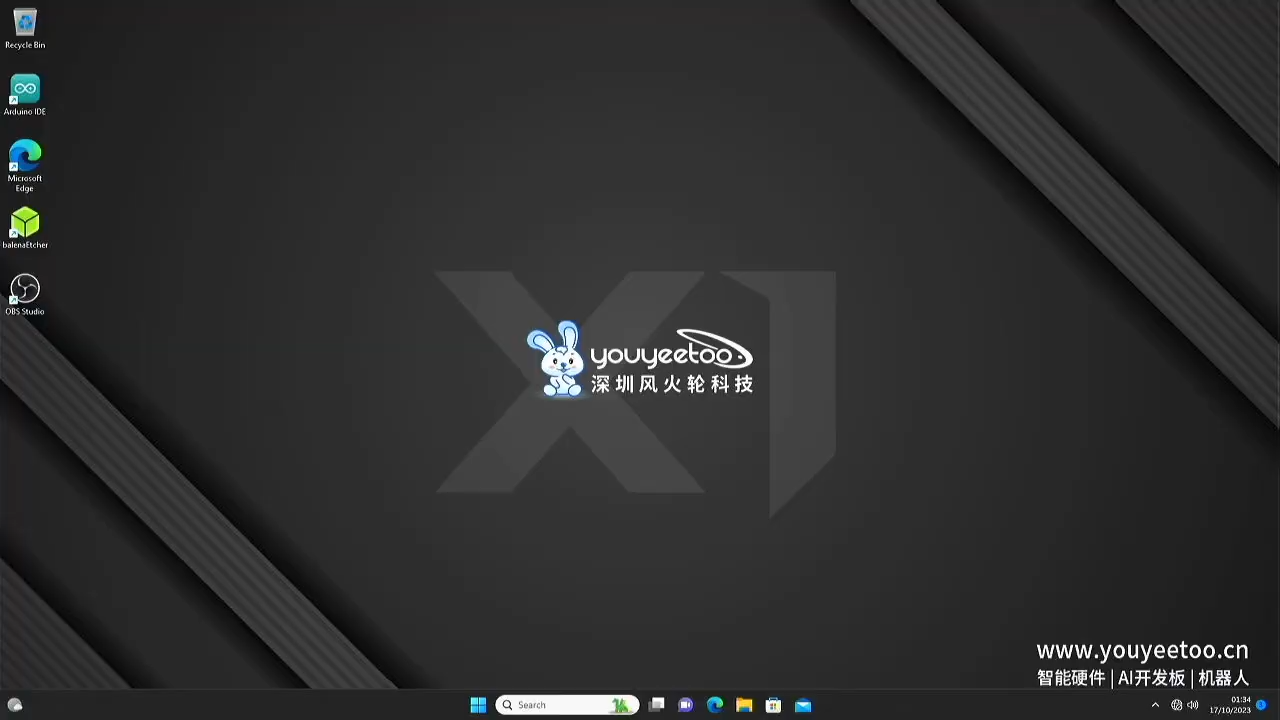 Recycle Bin
Arduino IDE
Microsoft
Edge
balenaEtcher
OBS Studio
X1
youyeetoo
深圳风火轮科技
www.youyeetoo.cn
智能硬件 | AI开发板 | 机器人
Search
01:34
17/10/2023